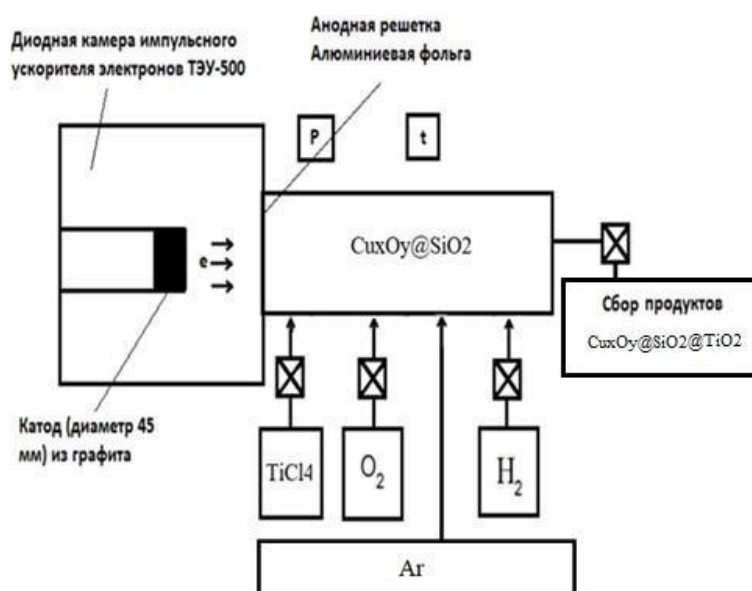 Диодная камера импульсного
ускорителя электронов ТЭУ-500
Анодная решетка
Алюминиевая фольга
P
t
CuxOy@SiO2
e
Сбор продуктов
CuxOy@SiO2@TiO2
Катод (диаметр 45
мм) из графита
TiCl4
O2
H2
Ar